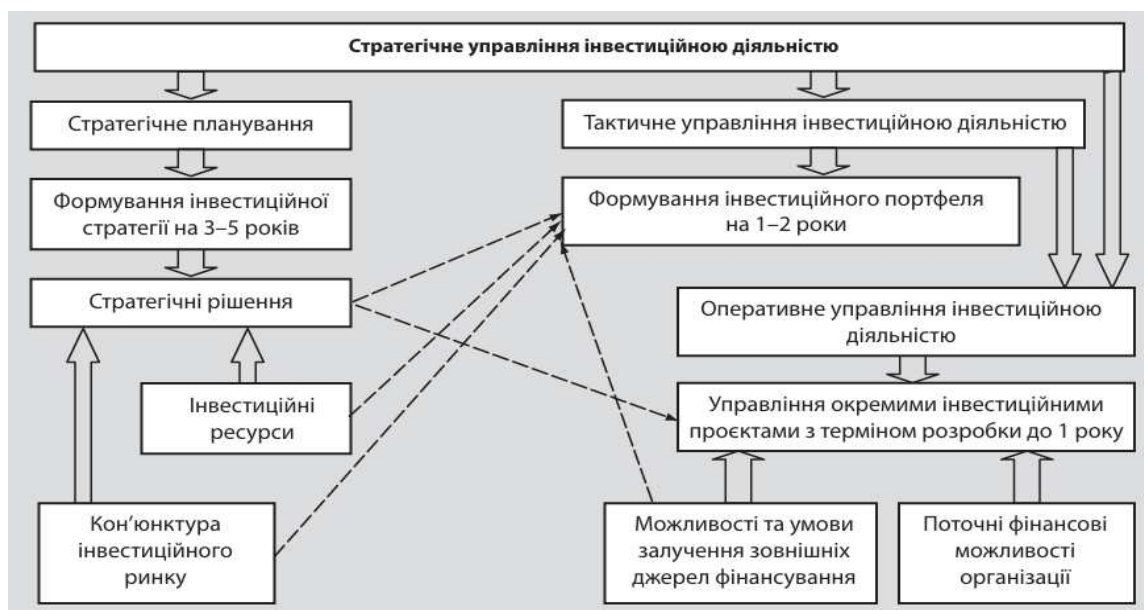 Стратегічне управління інвестиційною діяльністю
Стратегічне планування
Тактичне управління інвестиційною діяльністю
Формування інвестиційної
стратегії на 3–5 років
Формування інвестиційного портфеля
на 1–2 роки
Стратегічні рішення
Оперативне управління інвестиційною
діяльністю
Інвестиційні
ресурси
Управління окремими інвестиційними
проєктами з терміном розробки до 1 року
Кон’юнктура
інвестиційного
ринку
Можливості та умови
залучення зовнішніх
джерел фінансування
Поточні фінансові
можливості
організації